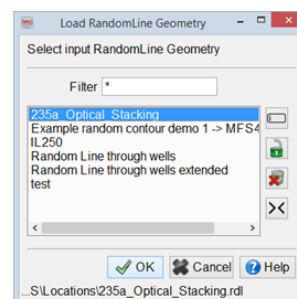 Load RandomLine Geometry
Select input RandomLine Geometry
Filter *
235a_Optical_Stacking
Example random contour demo 1 -> MFS4
IL250
Random Line through wells
Random Line through wells extended
test
OK Cancel Help
...S\Locations\235a_Optical_Stacking.rdl